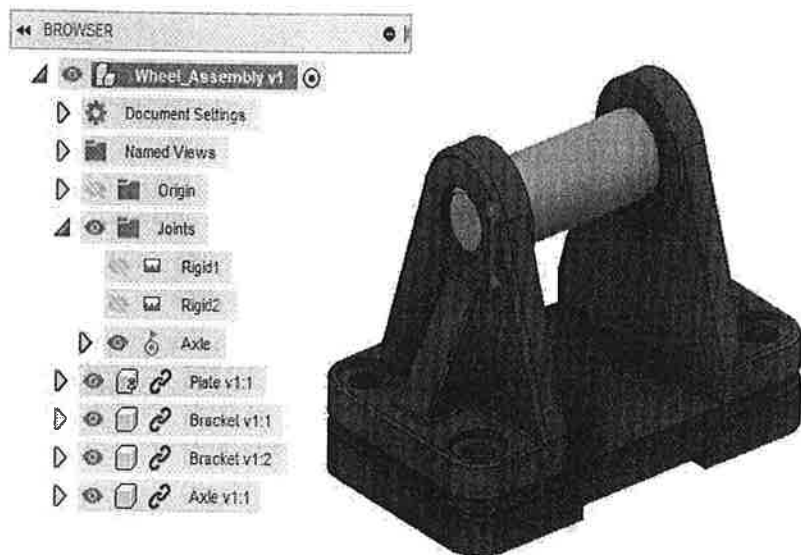 BROWSER
Wheel_Assembly v1
Document Settings
Named Views
Origin
Joints
Rigid1
Rigid2
Axle
Plate v1:1
Bracket v1:1
Bracket v1:2
Axle v1:1